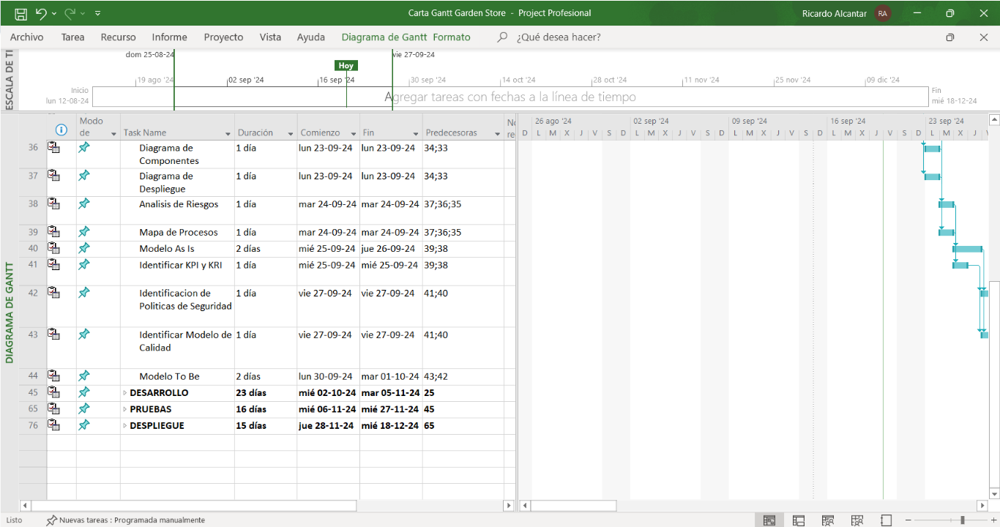 Carta Gantt Garden Store - Project Profesional
Ricardo Alcantar RA
Archivo Tarea Recurso Informe Proyecto Vista Ayuda Diagrama de Gantt Formato ¿Qué desea hacer?
ESCALA DE TI
dom 25-08-24 vie 27-09-24
Hoy
19 ago '24 02 sep '24 16 sep '24 30 sep '24 14 oct '24 28 oct '24 11 nov '24 25 nov '24 09 dic '24
Inicio
lun 12-08-24
Agregar tareas con fechas a la línea de tiempo
Fin
mié 18-12-24
DIAGRAMA DE GANTT
Modo de Task Name Duración Comienzo Fin Predecesoras
26 ago '24 02 sep '24 09 sep '24 16 sep '24 23 sep '24
D L M X J V S D L M X J V S D L M X J V S D L M X J V S D L M X J V
36 Diagrama de Componentes 1 día lun 23-09-24 lun 23-09-24 34;33
37 Diagrama de Despliegue 1 día lun 23-09-24 lun 23-09-24 34;33
38 Analisis de Riesgos 1 día mar 24-09-24 mar 24-09-24 37;36;35
39 Mapa de Procesos 1 día mar 24-09-24 mar 24-09-24 37;36;35
40 Modelo As Is 2 días mié 25-09-24 jue 26-09-24 39;38
41 Identificar KPI y KRI 1 día mié 25-09-24 mié 25-09-24 39;38
42 Identificacion de Politicas de Seguridad 1 día vie 27-09-24 vie 27-09-24 41;40
43 Identificar Modelo de Calidad 1 día vie 27-09-24 vie 27-09-24 41;40
44 Modelo To Be 2 días lun 30-09-24 mar 01-10-24 43;42
45 DESARROLLO 23 días mié 02-10-24 mar 05-11-24 25
65 PRUEBAS 16 días mié 06-11-24 mié 27-11-24 45
76 DESPLIEGUE 15 días jue 28-11-24 mié 18-12-24 65
Listo Nuevas tareas : Programada manualmente